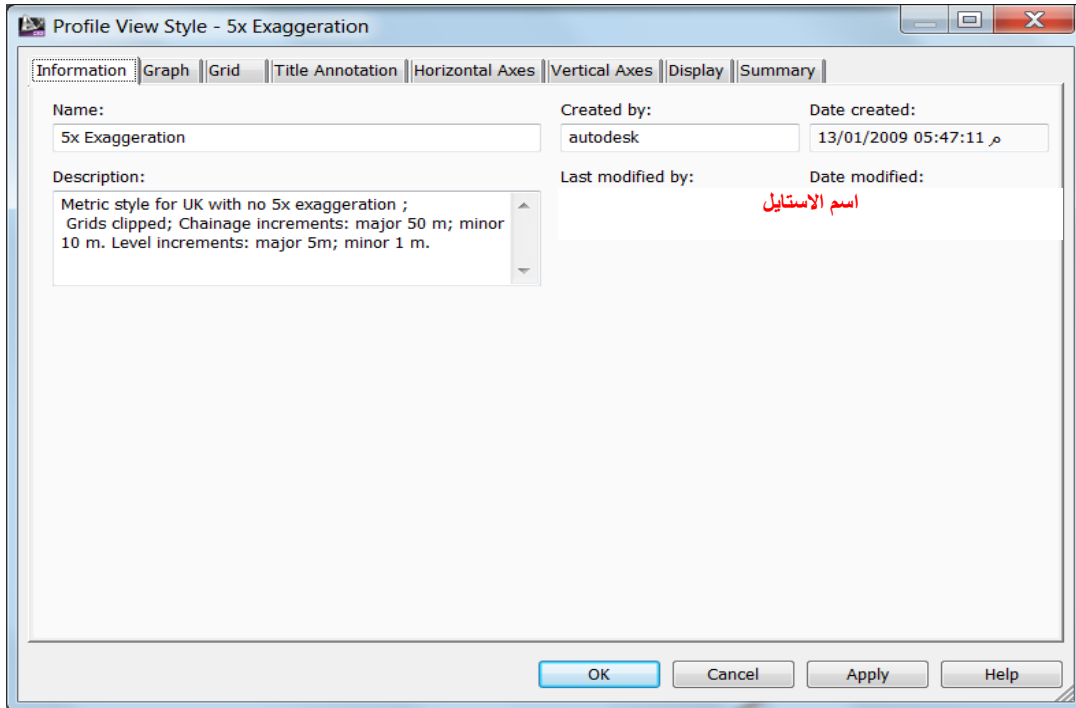 Profile View Style - 5x Exaggeration
Information Graph Grid Title Annotation Horizontal Axes Vertical Axes Display Summary
Name: Created by: Date created:
5x Exaggeration autodesk 13/01/2009 05:47:11 م
Description: Last modified by: Date modified:
اسم الاستايل
Metric style for UK with no 5x exaggeration ;
Grids clipped; Chainage increments: major 50 m; minor
10 m. Level increments: major 5m; minor 1 m.
OK Cancel Apply Help